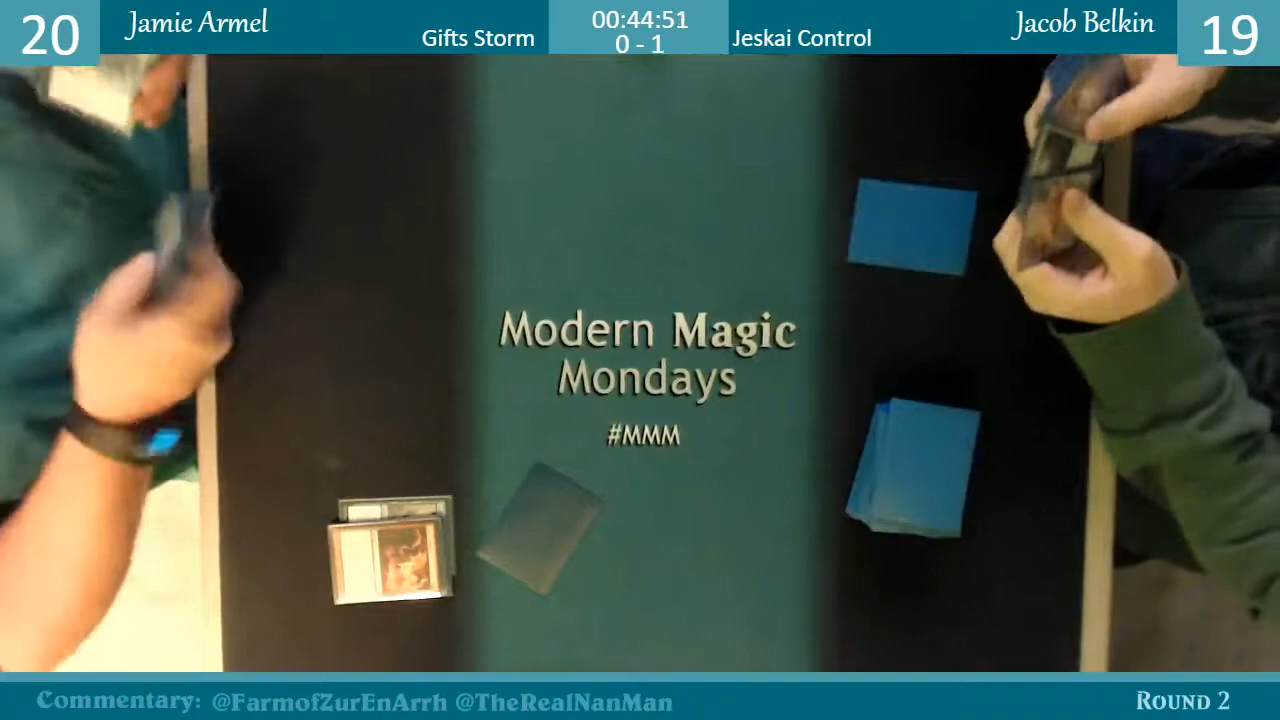 20
Jamie Armel
Gifts Storm
00:44:51
0 - 1
Jeskai Control
Jacob Belkin
19
Modern Magic
Mondays
#MMM
Commentary: @FarmofZurEnArrh @TheRealNanMan
Round 2